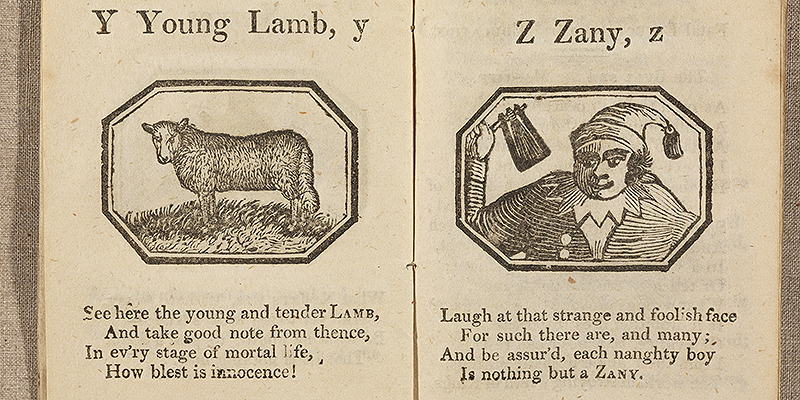 Y Young Lamb, y
See here the young and tender LAMB,
And take good note from thence,
In ev'ry stage of mortal life,
How blest is innocence!
Z Zany, z
Laugh at that strange and foolish face
For such there are, and many;
And be assur'd, each nanghty boy
Is nothing but a ZANY.